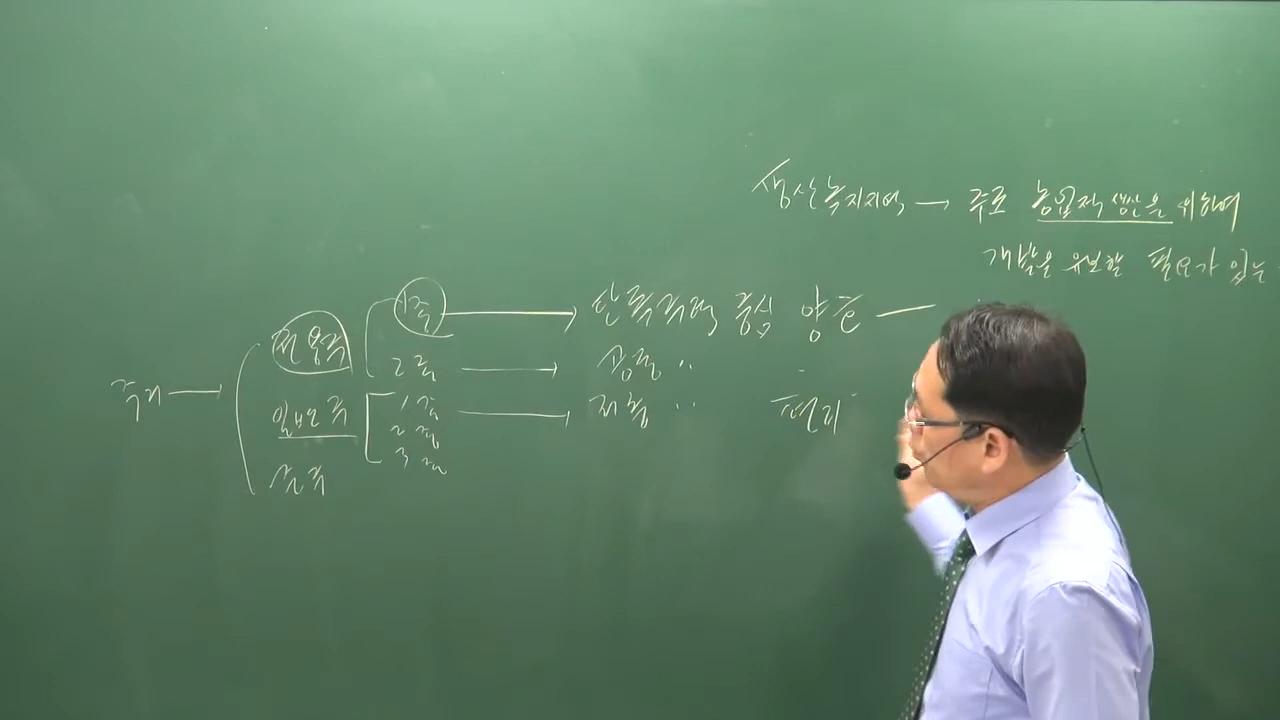 생산녹지지역 → 주로 농업적 생산을 위하여
개발을 유보할 필요가 있는
1종 → 단독주택 중심 양호 —
전용주
2종 → 공동 〃
주거 →
일반주 1종 → 저층 〃 편리
2종
3종
준주